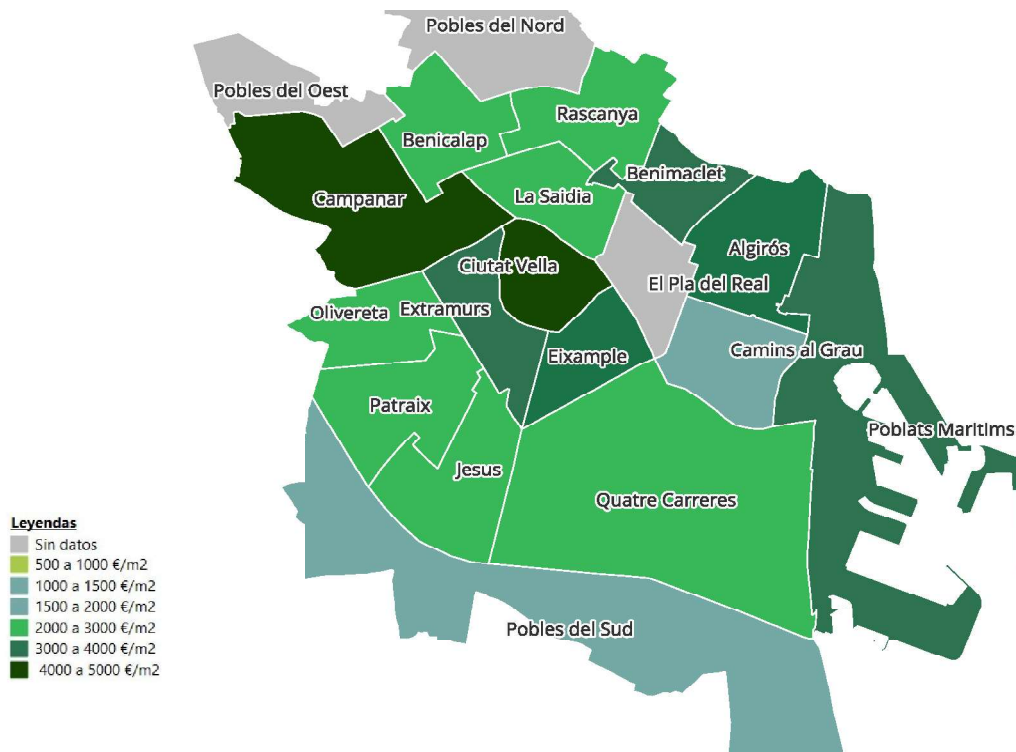 Pobles del Nord
Pobles del Oest
Rascanya
Benicalap
Benimaclet
Campanar
La Saidia
Algirós
Ciutat Vella
El Pla del Real
Olivereta
Extramurs
Eixample
Camins al Grau
Patraix
Poblats Maritims
Jesus
Quatre Carreres
Pobles del Sud
Leyendas
Sin datos
500 a 1000 €/m2
1000 a 1500 €/m2
1500 a 2000 €/m2
2000 a 3000 €/m2
3000 a 4000 €/m2
4000 a 5000 €/m2